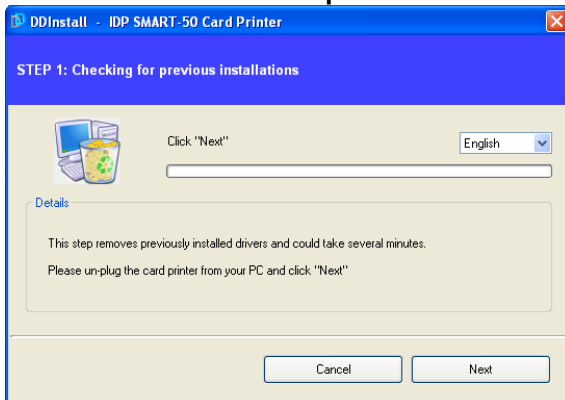 DDInstall - IDP SMART-50 Card Printer
STEP 1: Checking for previous installations
Click "Next"
English
Details
This step removes previously installed drivers and could take several minutes.
Please un-plug the card printer from your PC and click "Next"
Cancel
Next